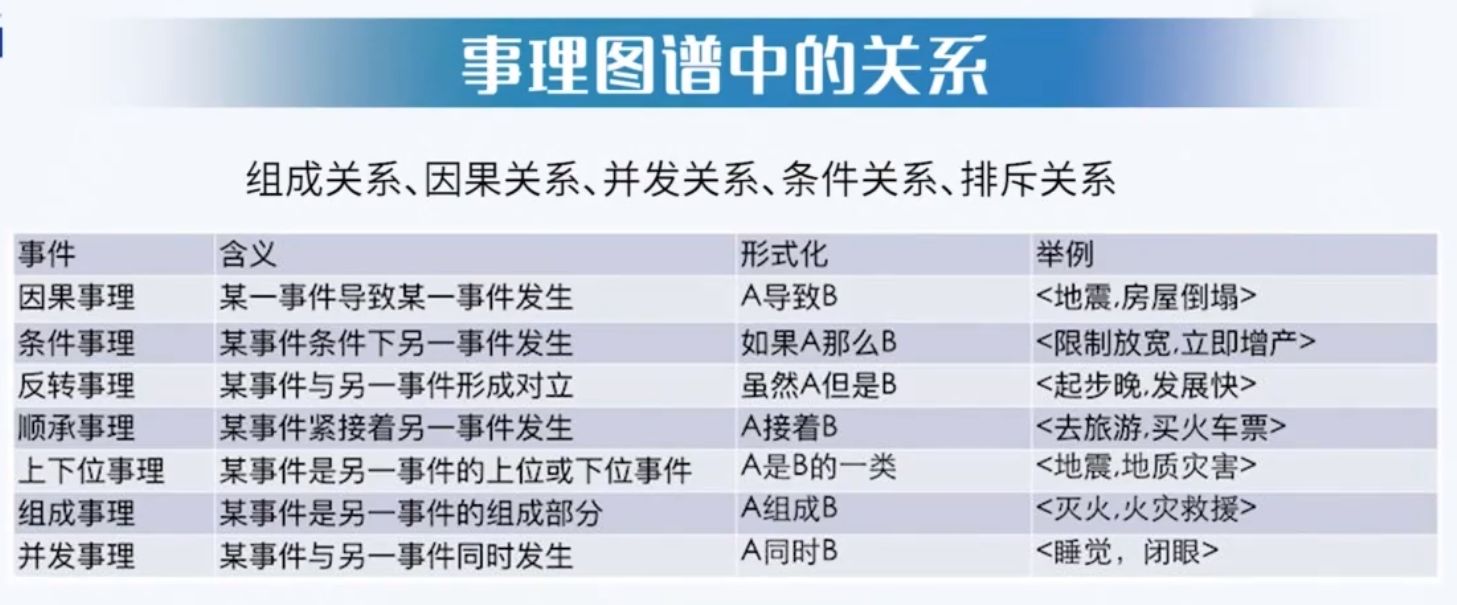 事理图谱中的关系
组成关系、因果关系、并发关系、条件关系、排斥关系
事件 含义 形式化 举例
因果事理 某一事件导致某一事件发生 A导致B <地震,房屋倒塌>
条件事理 某事件条件下另一事件发生 如果A那么B <限制放宽,立即增产>
反转事理 某事件与另一事件形成对立 虽然A但是B <起步晚,发展快>
顺承事理 某事件紧接着另一事件发生 A接着B <去旅游,买火车票>
上下位事理 某事件是另一事件的上位或下位事件 A是B的一类 <地震,地质灾害>
组成事理 某事件是另一事件的组成部分 A组成B <灭火,火灾救援>
并发事理 某事件与另一事件同时发生 A同时B <睡觉，闭眼>